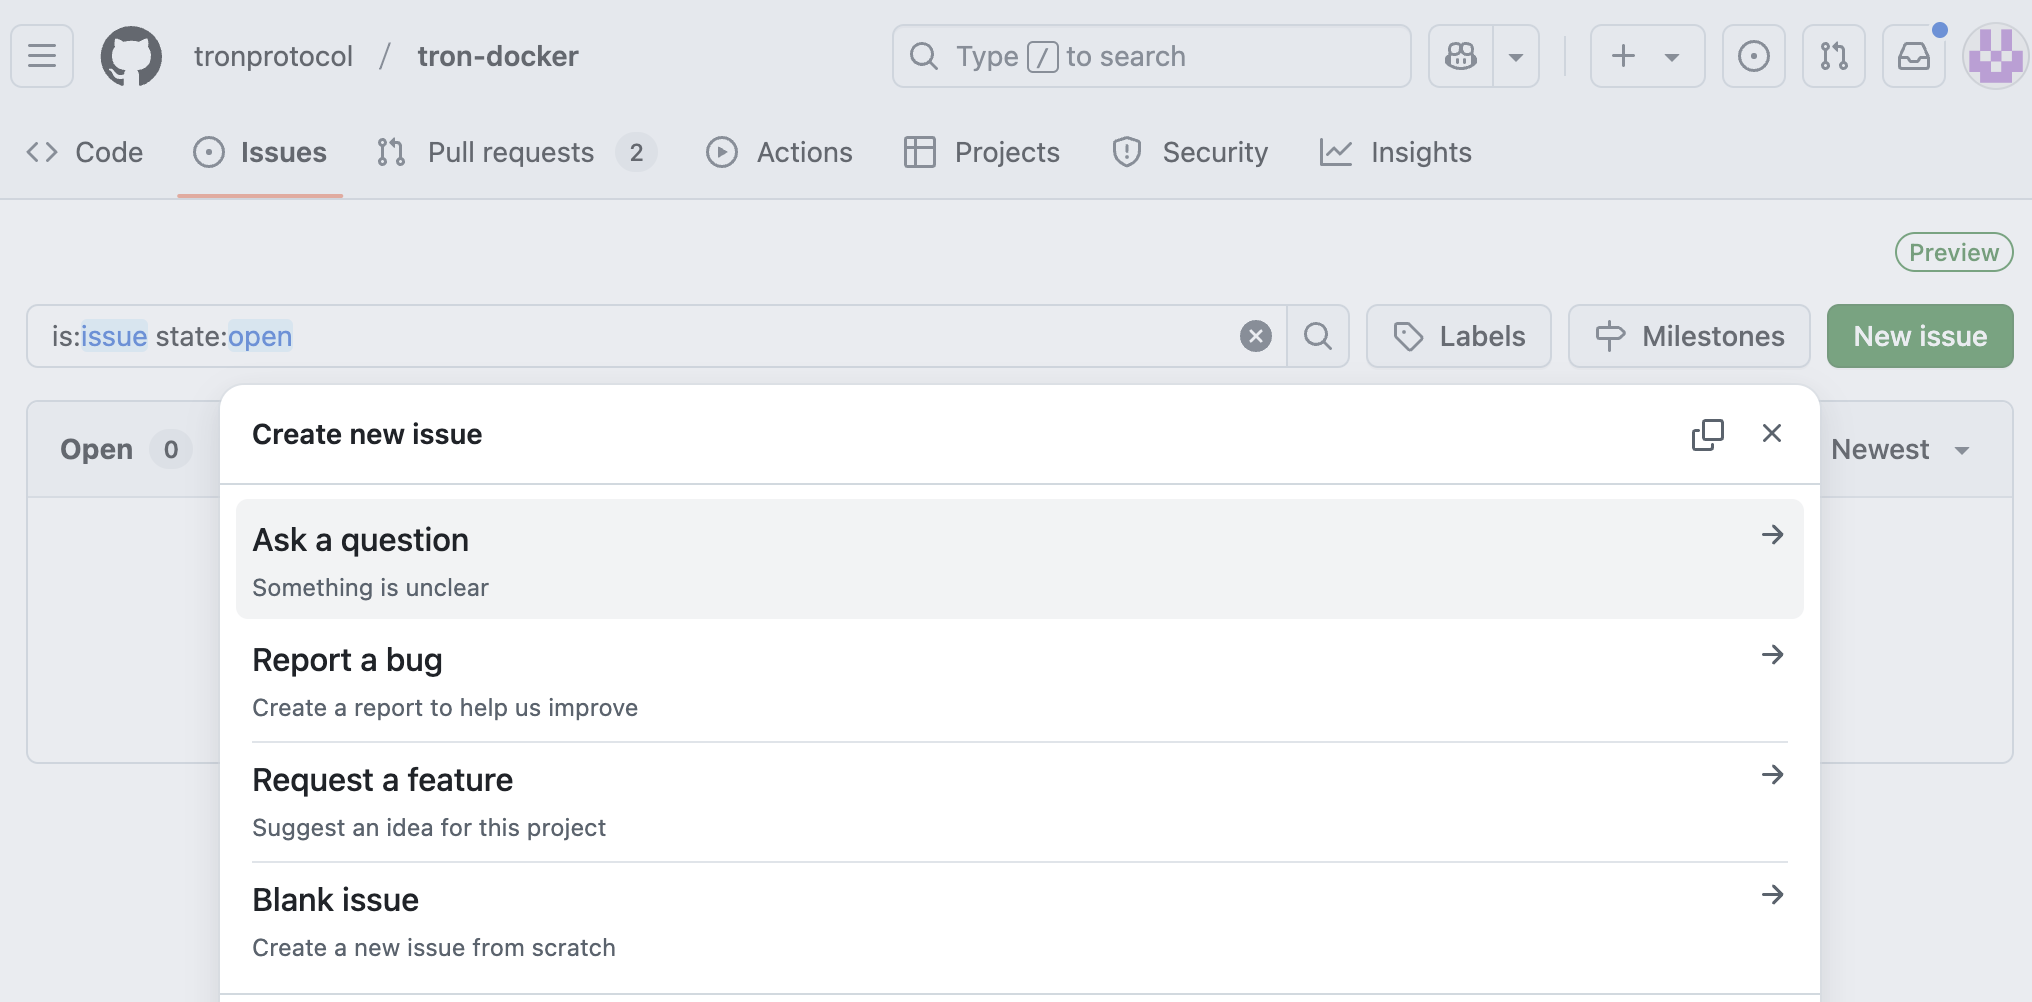 tronprotocol / tron-docker
Type / to search
Code Issues Pull requests 2 Actions Projects Security Insights
Preview
is:issue state:open
Labels Milestones New issue
Open 0
Newest
Create new issue
Ask a question
Something is unclear
Report a bug
Create a report to help us improve
Request a feature
Suggest an idea for this project
Blank issue
Create a new issue from scratch